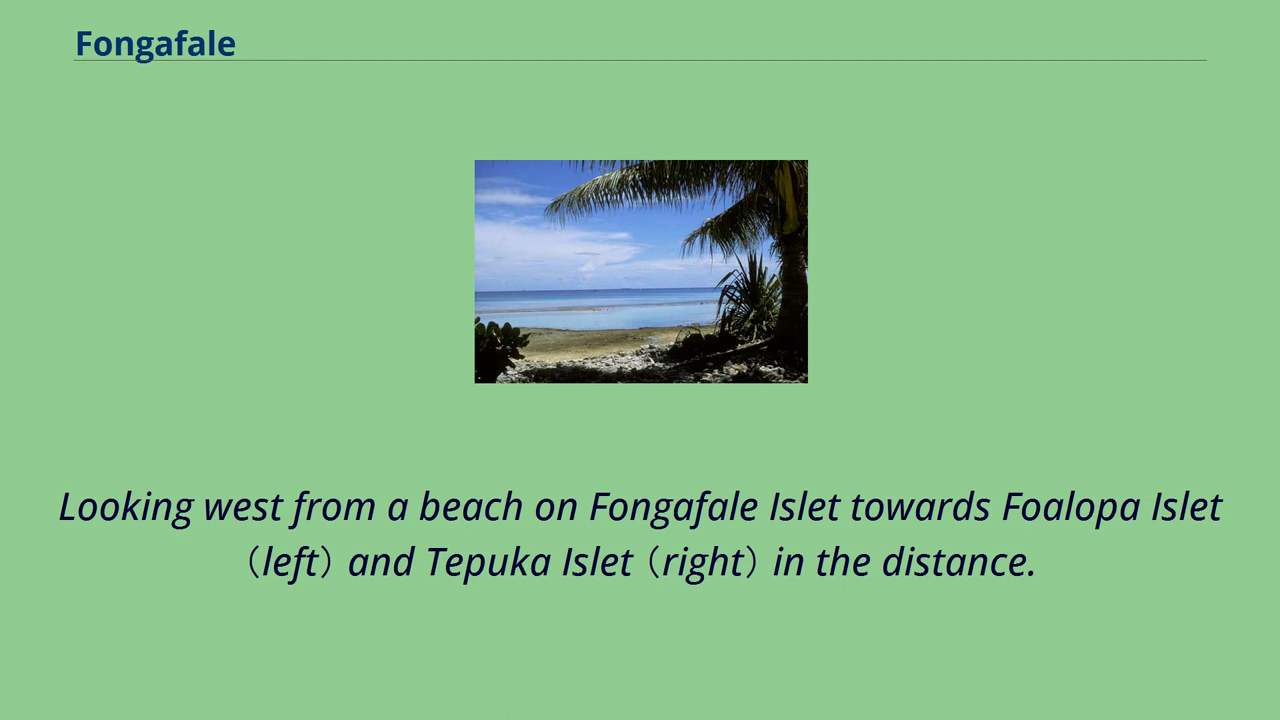 Fongafale
Looking west from a beach on Fongafale Islet towards Foalopa Islet
（left）and Tepuka Islet（right）in the distance.